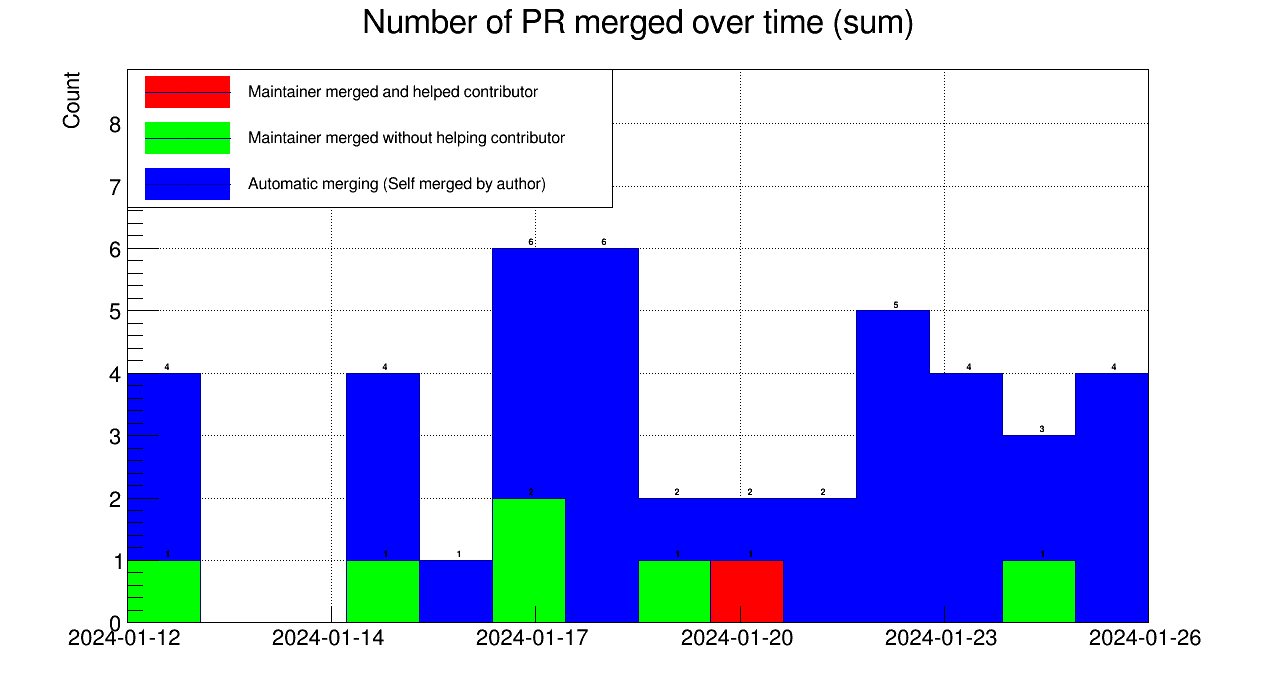 Number of PR merged over time (sum)
Count
Maintainer merged and helped contributor
Maintainer merged without helping contributor
Automatic merging (Self merged by author)
8
7
6
5
4
3
2
1
0
6 6
5
4 4 4 4
3
2 2 2 2
1 1 1 1 1 1
2024-01-12 2024-01-14 2024-01-17 2024-01-20 2024-01-23 2024-01-26